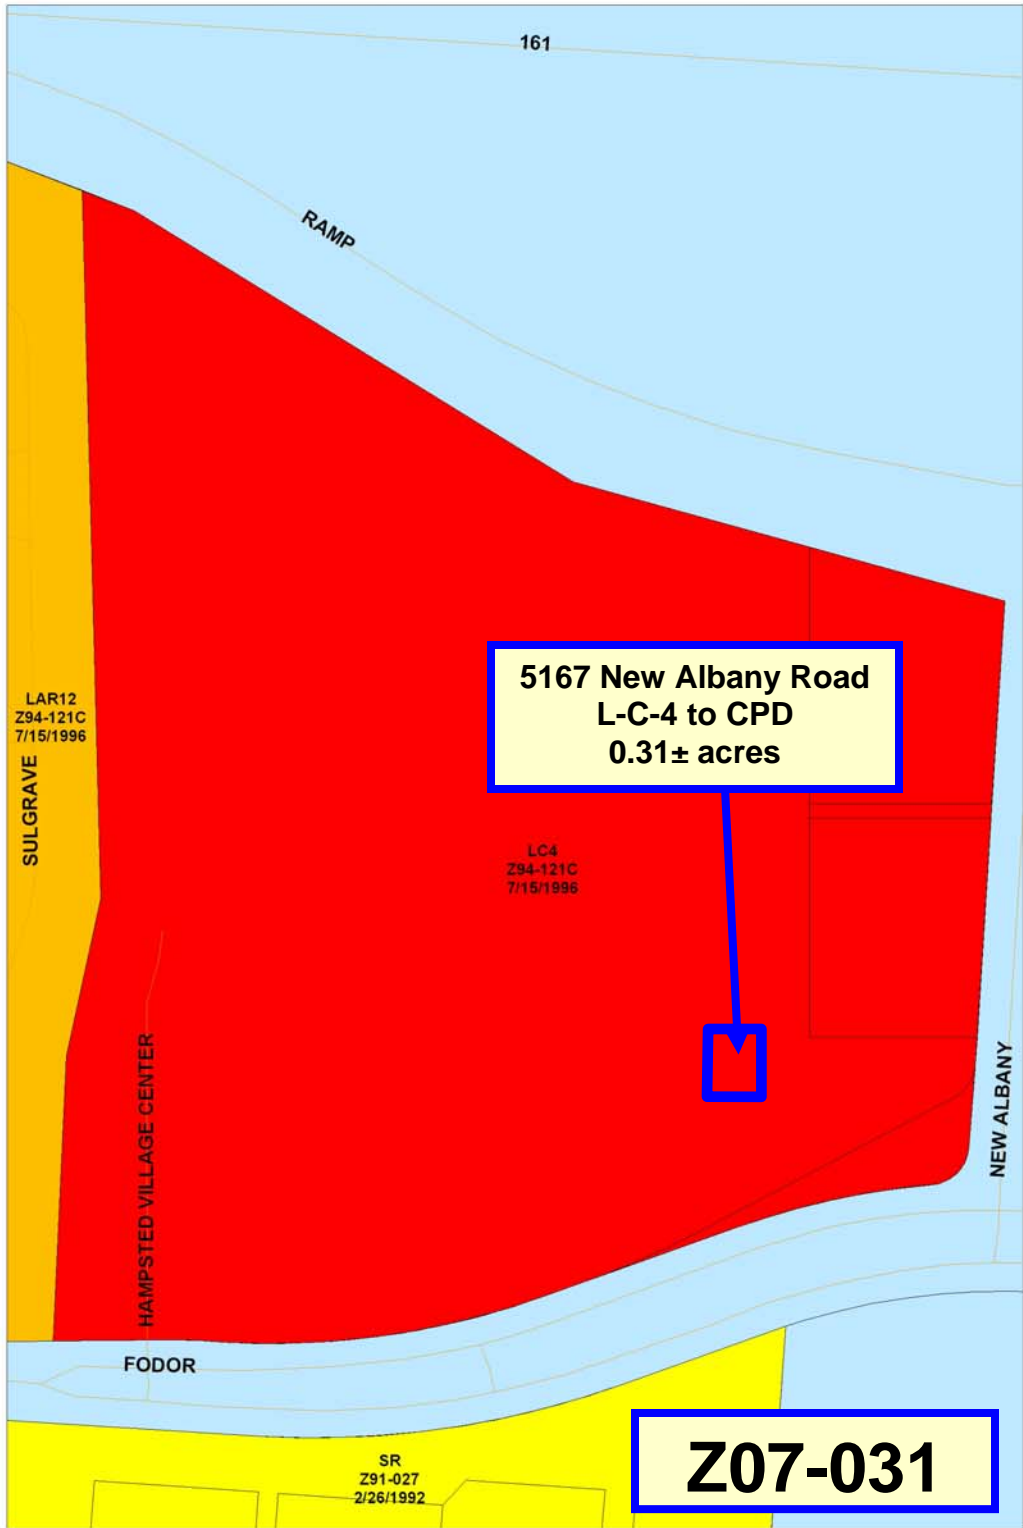 161
RAMP
5167 New Albany Road
L-C-4 to CPD
0.31± acres
LAR12
Z94-121C
7/15/1996
SULGRAVE
LC4
Z94-121C
7/15/1996
HAMPSTED VILLAGE CENTER
NEW ALBANY
FODOR
SR
Z91-027
2/26/1992
Z07-031